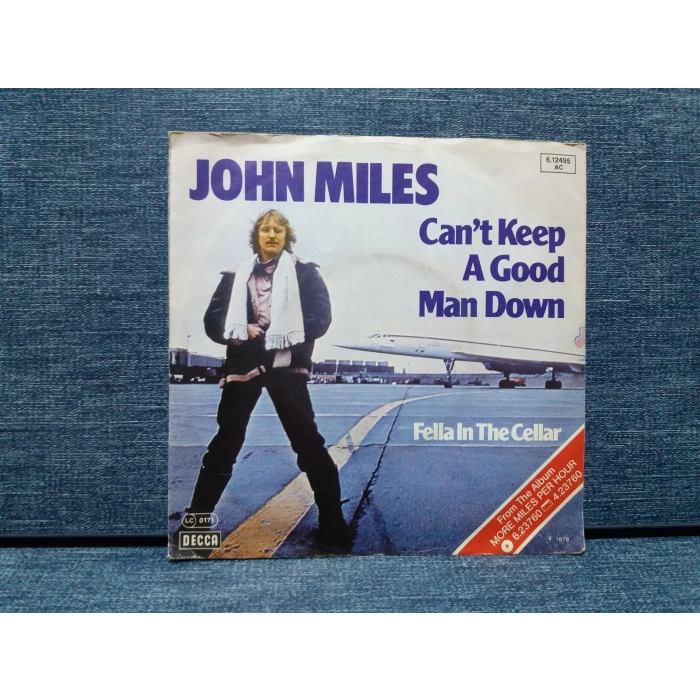 JOHN MILES
6.12495
AC
Can't Keep
A Good
Man Down
Fella In The Cellar
From The Album
MORE MILES PER HOUR
6.23760 4.23760
LC 0171
DECCA
℗ 1978